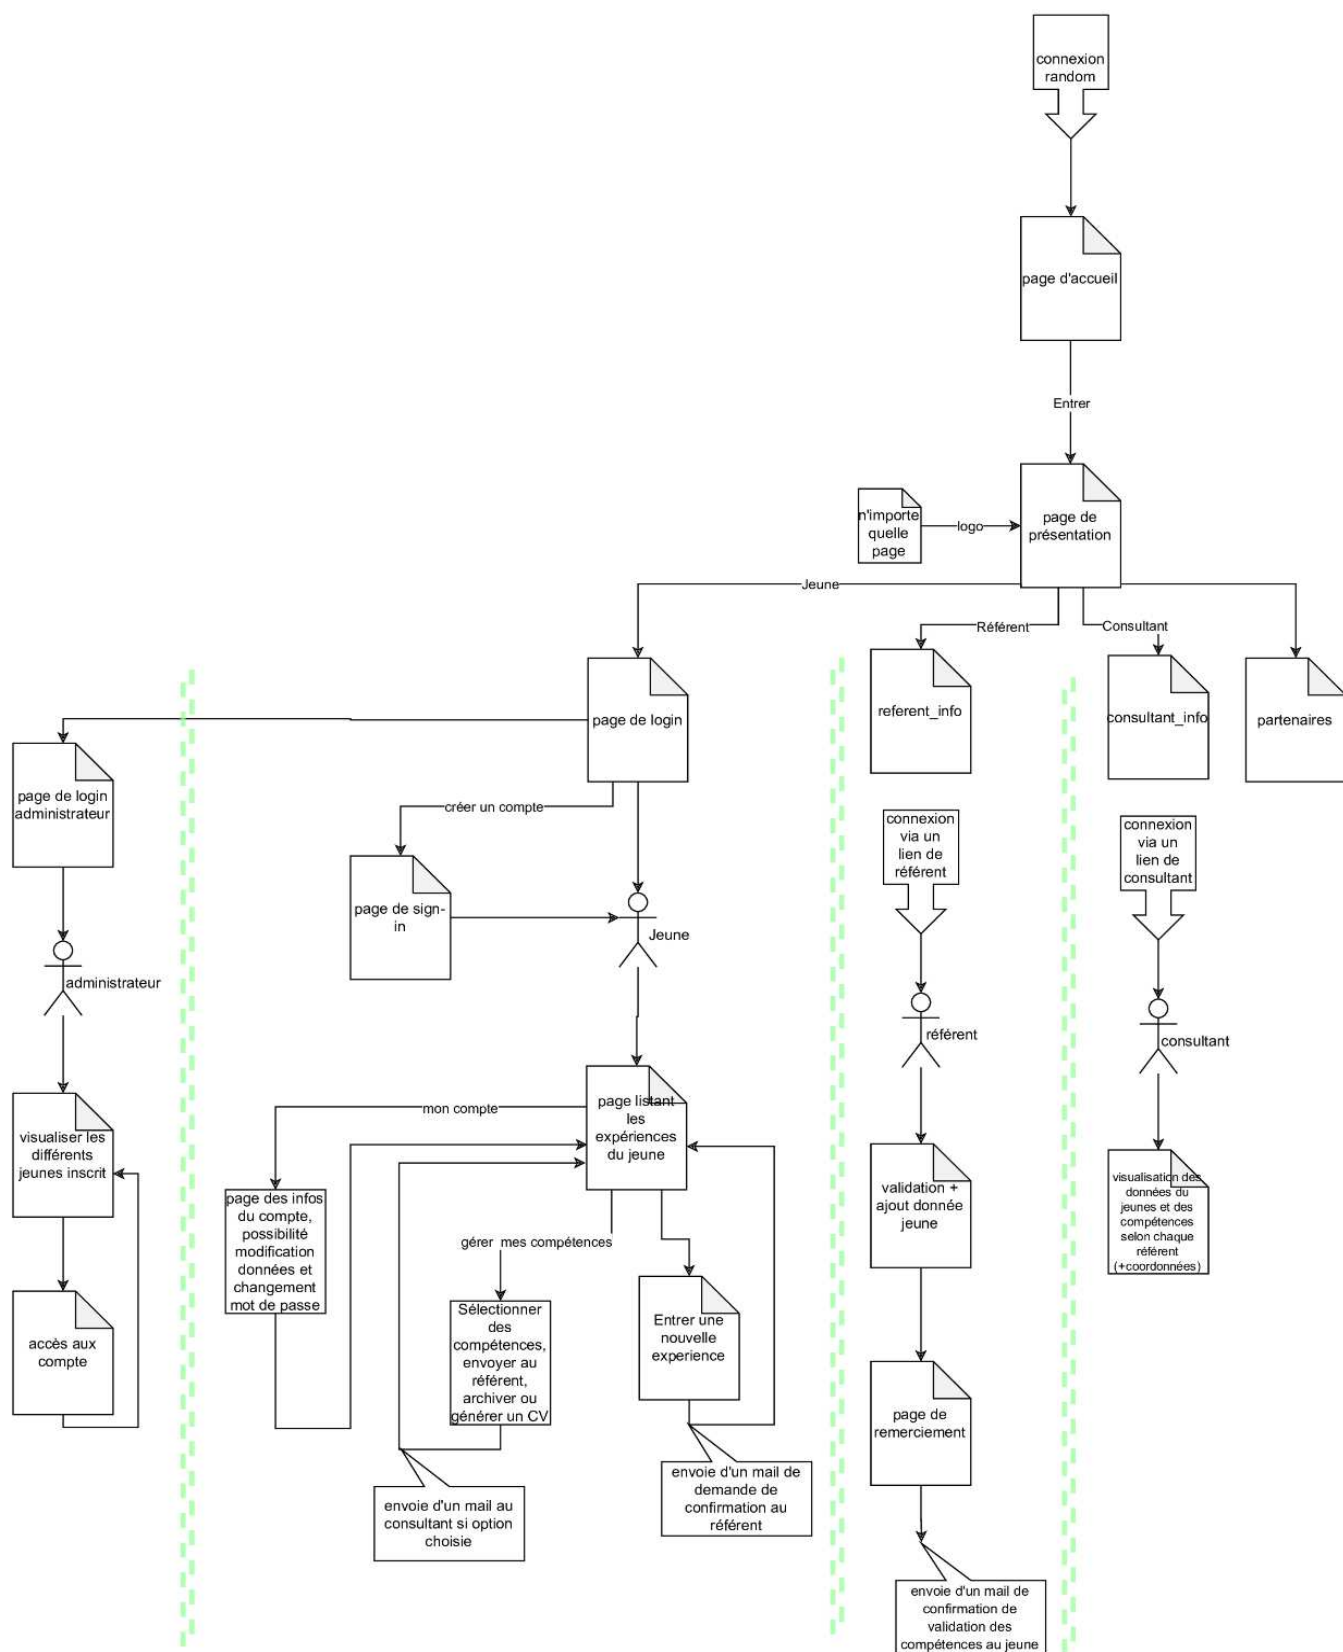 connexion
random
page d'accueil
Entrer
n'importe
quelle
page
logo
page de
présentation
Jeune
Référent
Consultant
page de login
referent_info
consultant_info
partenaires
page de login
administrateur
créer un compte
connexion
via un
lien de
référent
connexion
via un
lien de
consultant
page de sign-
in
Jeune
administrateur
référent
consultant
visualiser les
différents
jeunes inscrit
mon compte
page listant
les
expériences
du jeune
validation +
ajout donnée
jeune
visualisation des
données du
jeunes et des
compétences
selon chaque
référent
(+coordonnées)
page des infos
du compte,
possibilité
modification
données et
changement
mot de passe
gérer mes compétences
Sélectionner
des
compétences,
envoyer au
référent,
archiver ou
générer un CV
Entrer une
nouvelle
experience
accès aux
compte
page de
remerciement
envoie d'un mail au
consultant si option
choisie
envoie d'un mail de
demande de
confirmation au
référent
envoie d'un mail de
confirmation de
validation des
compétences au jeune